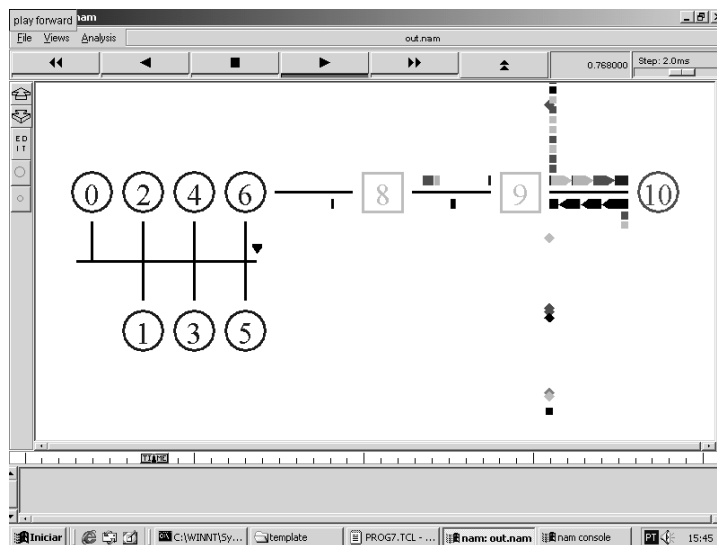 play forward nam
File Views Analysis out.nam
0.768000 Step: 2.0ms
E D
I T
0 2 4 6 8 9 10
1 3 5
TIME
Iniciar C:\WINNT\Sy... template PROG7.TCL - ... nam: out.nam nam console PT 15:45